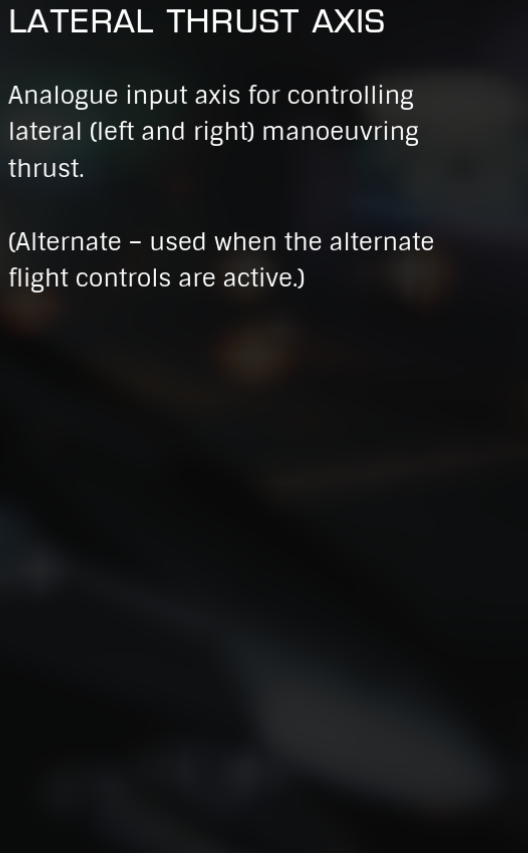 LATERAL THRUST AXIS
Analogue input axis for controlling
lateral (left and right) manoeuvring
thrust.
(Alternate – used when the alternate
flight controls are active.)